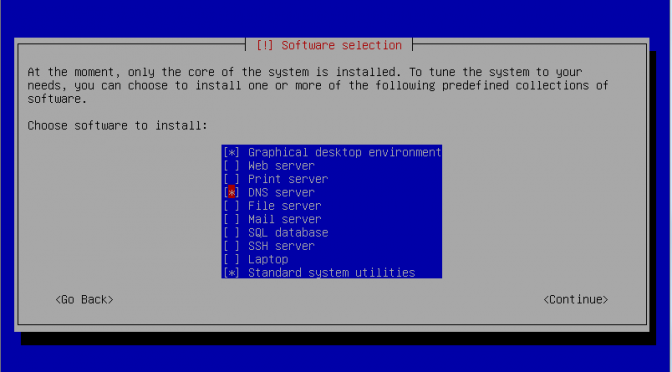 [!] Software selection
At the moment, only the core of the system is installed. To tune the system to your
needs, you can choose to install one or more of the following predefined collections of
software.
Choose software to install:
[*] Graphical desktop environment
[ ] Web server
[ ] Print server
[*] DNS server
[ ] File server
[ ] Mail server
[ ] SQL database
[ ] SSH server
[ ] Laptop
[*] Standard system utilities
<Go Back> <Continue>